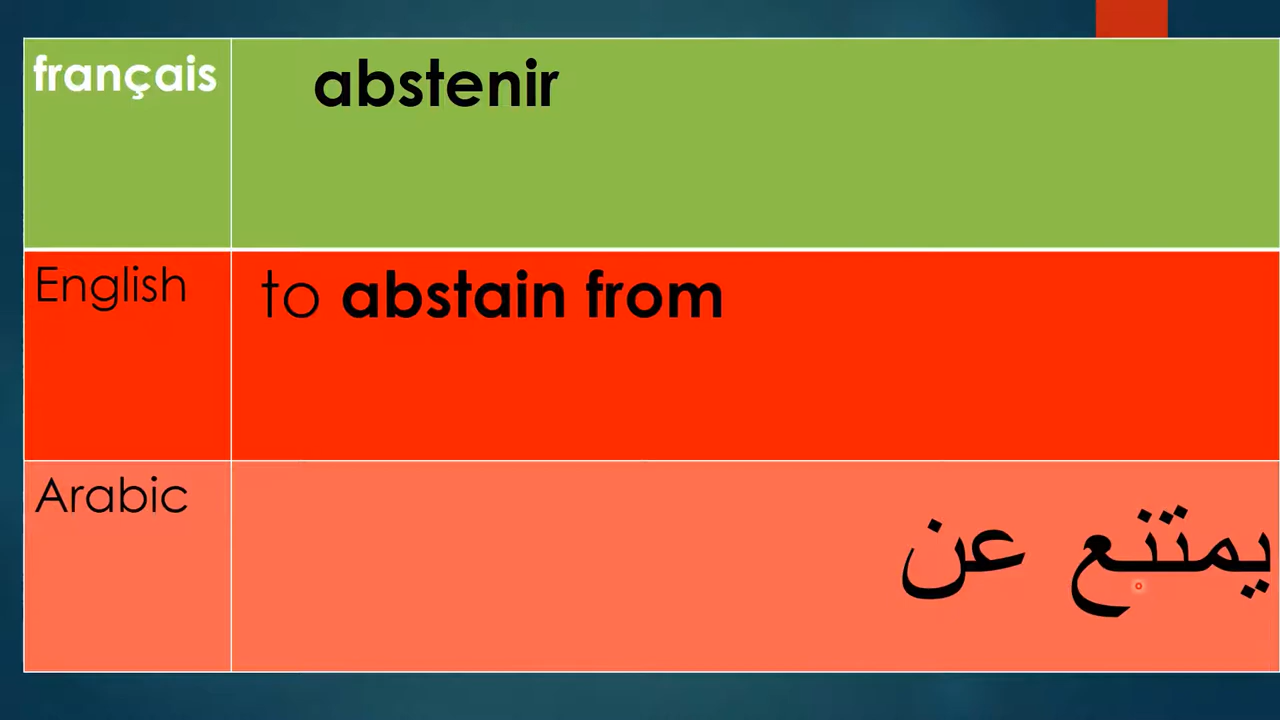 français abstenir
English to abstain from
Arabic يمتنع عن